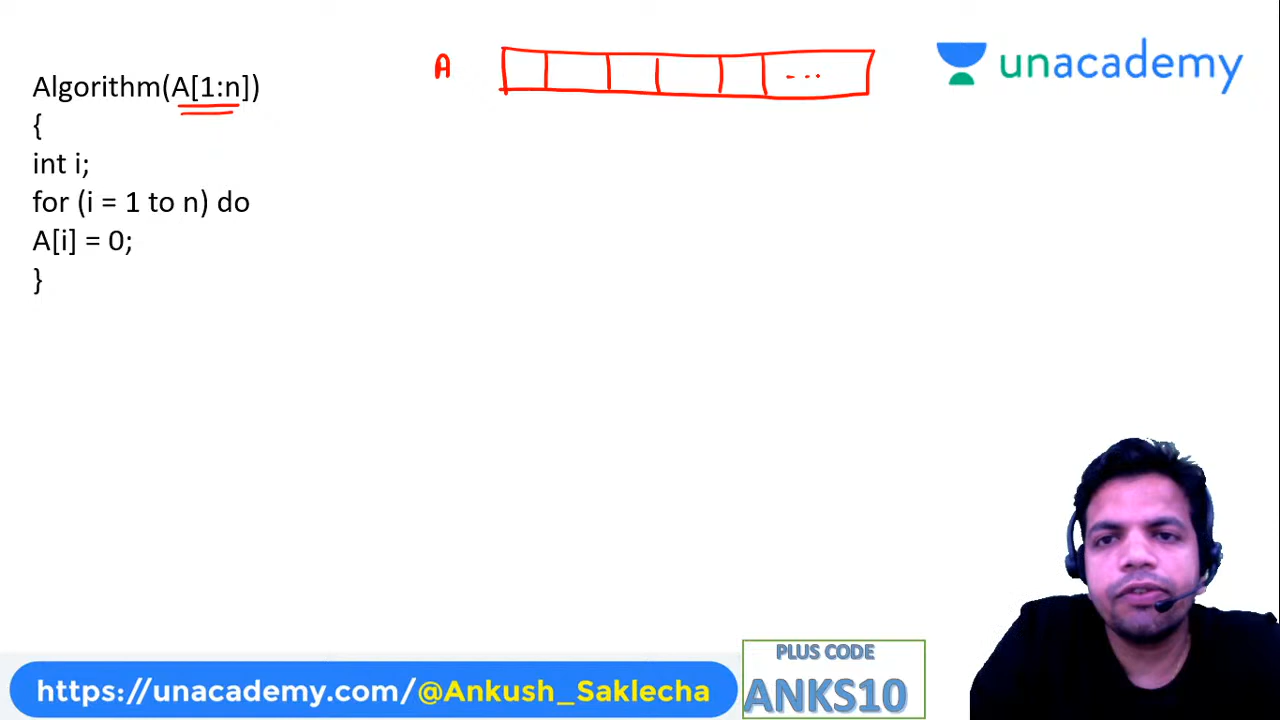 Algorithm(A[1:n])
{
int i;
for (i = 1 to n) do
A[i] = 0;
}
A
...
unacademy
https://unacademy.com/@Ankush_Saklecha
PLUS CODE
ANKS10